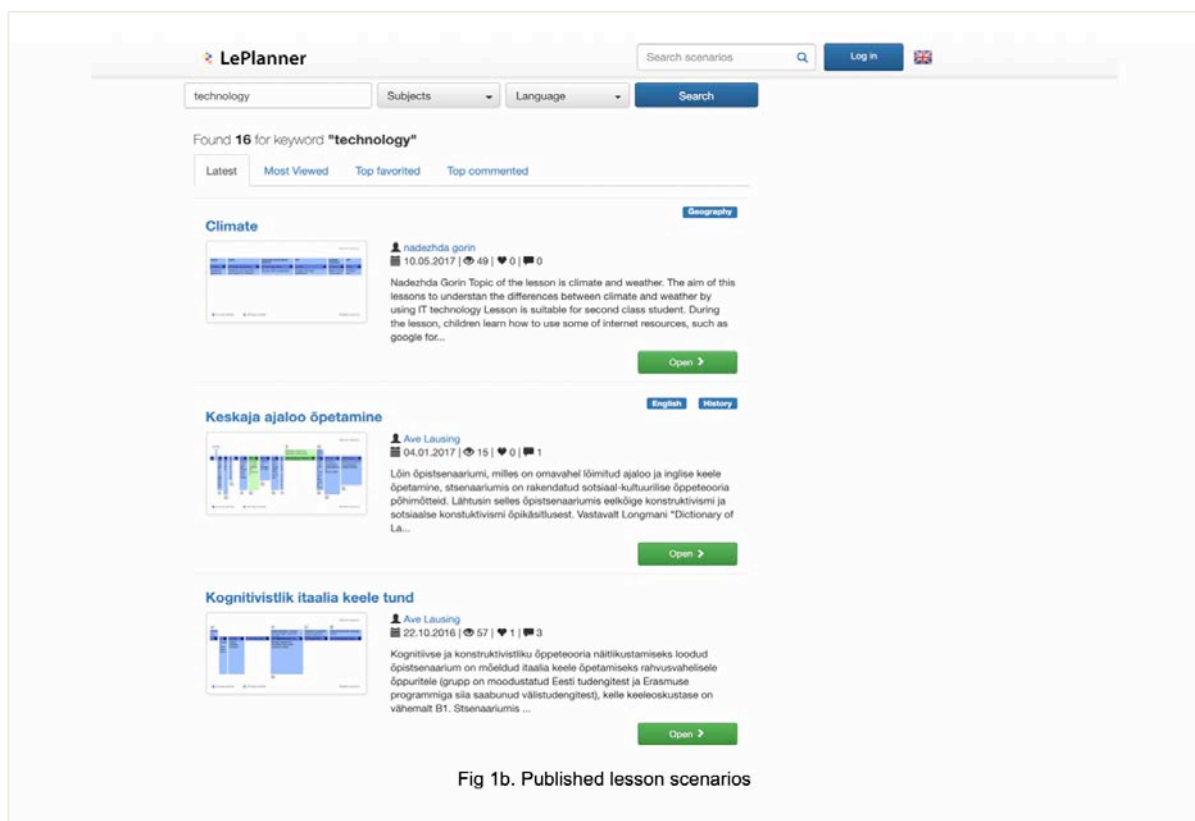 LePlanner
Search scenarios
Log in
technology
Subjects
Language
Search
Found 16 for keyword "technology"
Latest Most Viewed Top favorited Top commented
Geography
Climate
nadezhda gorin
10.05.2017 | 49 | 0 | 0
Nadezhda Gorin Topic of the lesson is climate and weather. The aim of this
lessons to understan the differences between climate and weather by
using IT technology Lesson is suitable for second class student. During
the lesson, children learn how to use some of internet resources, such as
google for...
Open
English History
Keskaja ajaloo õpetamine
Ave Lausing
04.01.2017 | 15 | 0 | 1
Lõin õpistsenaariumi, milles on omavahel lõimitud ajaloo ja inglise keele
õpetamine, stsenaariumis on rakendatud sotsiaal-kultuurilise õppeteooria
põhimõtteid. Lähtusin selles õpistsenaariumis eelkõige konstruktivismi ja
sotsiaalse konstuktivismi õpikäsitlusest. Vastavalt Longmani "Dictionary of
La...
Open
Kognitivistlik itaalia keele tund
Ave Lausing
22.10.2016 | 57 | 1 | 3
Kognitiivse ja konstruktivistliku õppeteooria näitlikustamiseks loodud
õpistsenaarium on mõeldud itaalia keele õpetamiseks rahvusvahelisele
õppuritele (grupp on moodustatud Eesti tudengitest ja Erasmuse
programmiga siia saabunud välistudengitest), kelle keeleoskustase on
vähemalt B1. Stsenaariumis ...
Open
Fig 1b. Published lesson scenarios